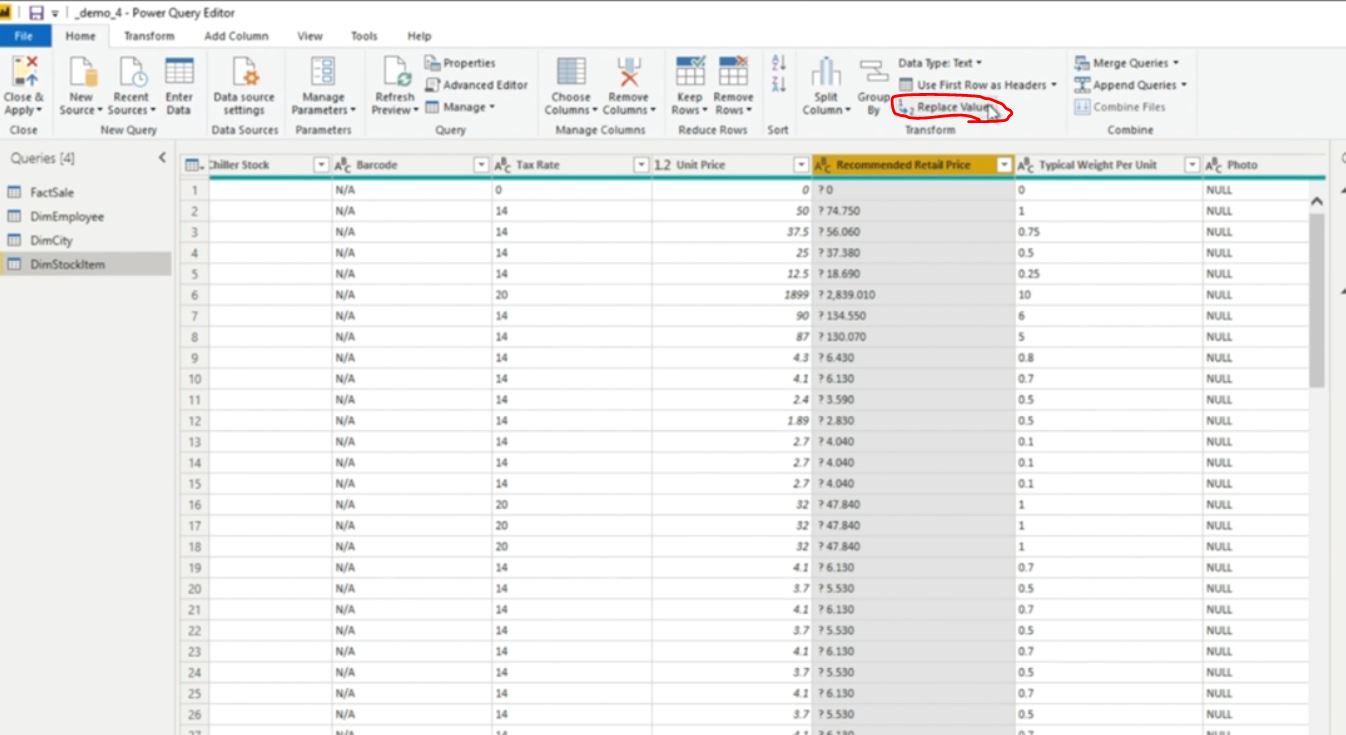 _demo_4 - Power Query Editor
File Home Transform Add Column View Tools Help
Close & Apply
New Source
Recent Sources
Enter Data
Data source settings
Manage Parameters
Refresh Preview
Properties
Advanced Editor
Manage
Choose Columns
Remove Columns
Keep Rows
Remove Rows
Split Column
Group By
Data Type: Text
Use First Row as Headers
Replace Values
Merge Queries
Append Queries
Combine Files
Close New Query Data Sources Parameters Query Manage Columns Reduce Rows Sort Transform Combine
Queries [4]
FactSale
DimEmployee
DimCity
DimStockItem
Chiller Stock Barcode Tax Rate 1.2 Unit Price Recommended Retail Price Typical Weight Per Unit Photo
1 N/A 0 0 ? 0 0 NULL
2 N/A 14 50 ? 74.750 1 NULL
3 N/A 14 37.5 ? 56.060 0.75 NULL
4 N/A 14 25 ? 37.380 0.5 NULL
5 N/A 14 12.5 ? 18.690 0.25 NULL
6 N/A 20 1899 ? 2,839.010 10 NULL
7 N/A 14 90 ? 134.550 6 NULL
8 N/A 14 87 ? 130.070 5 NULL
9 N/A 14 4.3 ? 6.430 0.8 NULL
10 N/A 14 4.1 ? 6.130 0.7 NULL
11 N/A 14 2.4 ? 3.590 0.5 NULL
12 N/A 14 1.89 ? 2.830 0.5 NULL
13 N/A 14 2.7 ? 4.040 0.1 NULL
14 N/A 14 2.7 ? 4.040 0.1 NULL
15 N/A 14 2.7 ? 4.040 0.1 NULL
16 N/A 20 32 ? 47.840 1 NULL
17 N/A 20 32 ? 47.840 1 NULL
18 N/A 20 32 ? 47.840 1 NULL
19 N/A 14 4.1 ? 6.130 0.7 NULL
20 N/A 14 3.7 ? 5.530 0.5 NULL
21 N/A 14 4.1 ? 6.130 0.7 NULL
22 N/A 14 3.7 ? 5.530 0.5 NULL
23 N/A 14 4.1 ? 6.130 0.7 NULL
24 N/A 14 3.7 ? 5.530 0.5 NULL
25 N/A 14 4.1 ? 6.130 0.7 NULL
26 N/A 14 3.7 ? 5.530 0.5 NULL